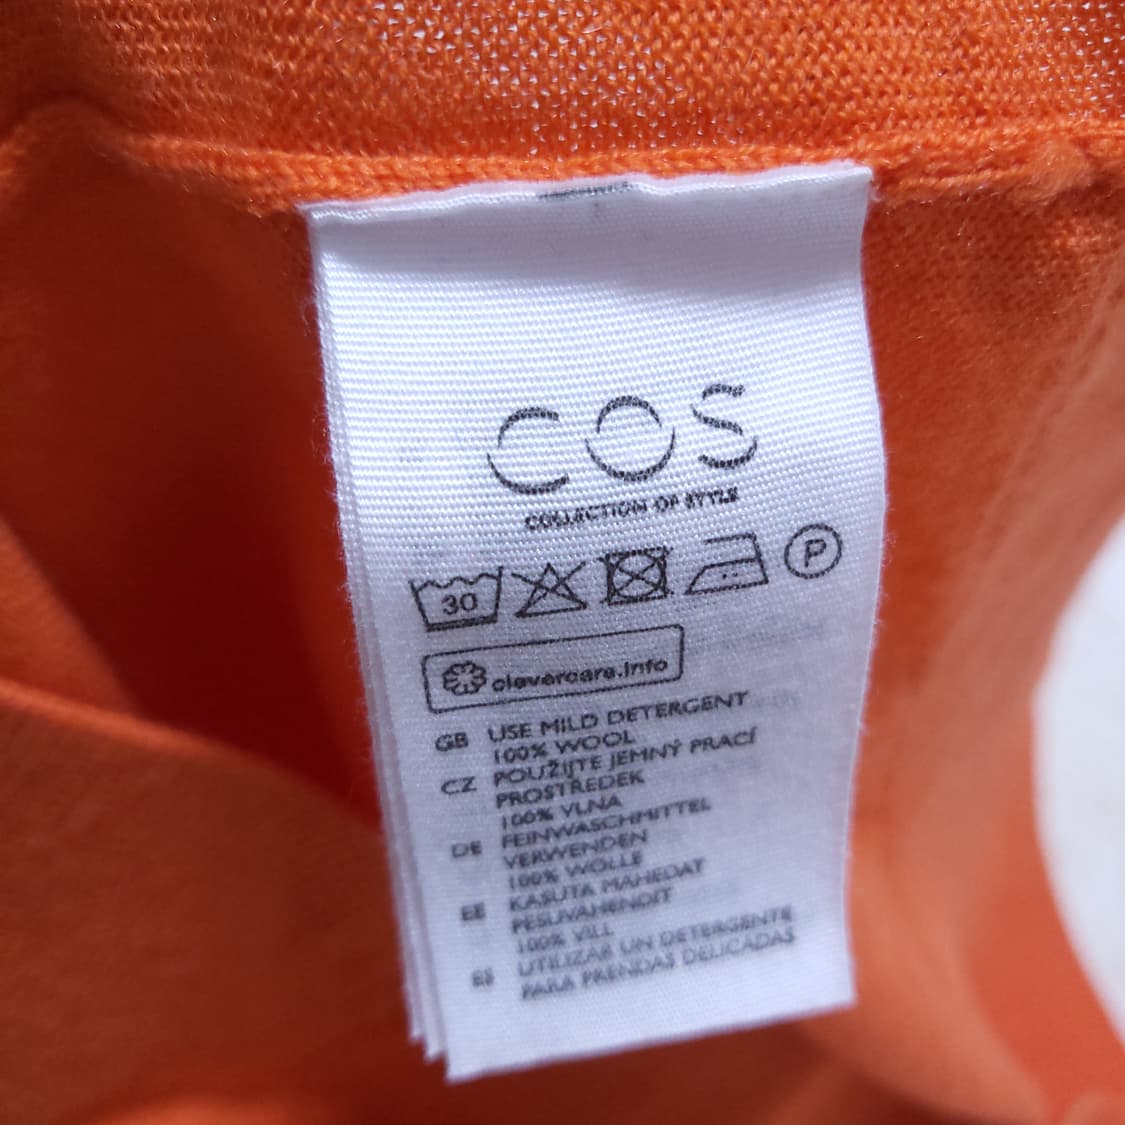 COS
COLLECTION OF STYLE
30 P
clevercare.info
GB USE MILD DETERGENT
100% WOOL
CZ POUŽIJTE JEMNÝ PRACÍ
PROSTŘEDEK
100% VLNA
DE FEINWASCHMITTEL
VERWENDEN
100% WOLLE
EE KASUTA MAHEDAT
PESUVAHENDIT
100% VILL
ES UTILIZAR UN DETERGENTE
PARA PRENDAS DELICADAS